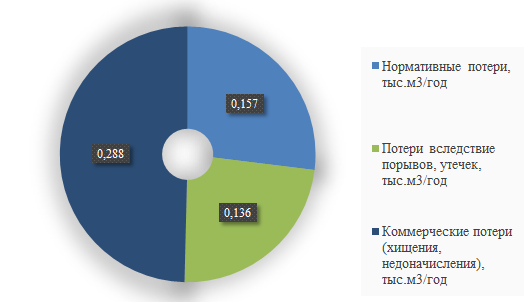 0,157
0,288
0,136
Нормативные потери,
тыс.м3/год
Потери вследствие
порывов, утечек,
тыс.м3/год
Коммерческие потери
(хищения,
недоначисления),
тыс.м3/год